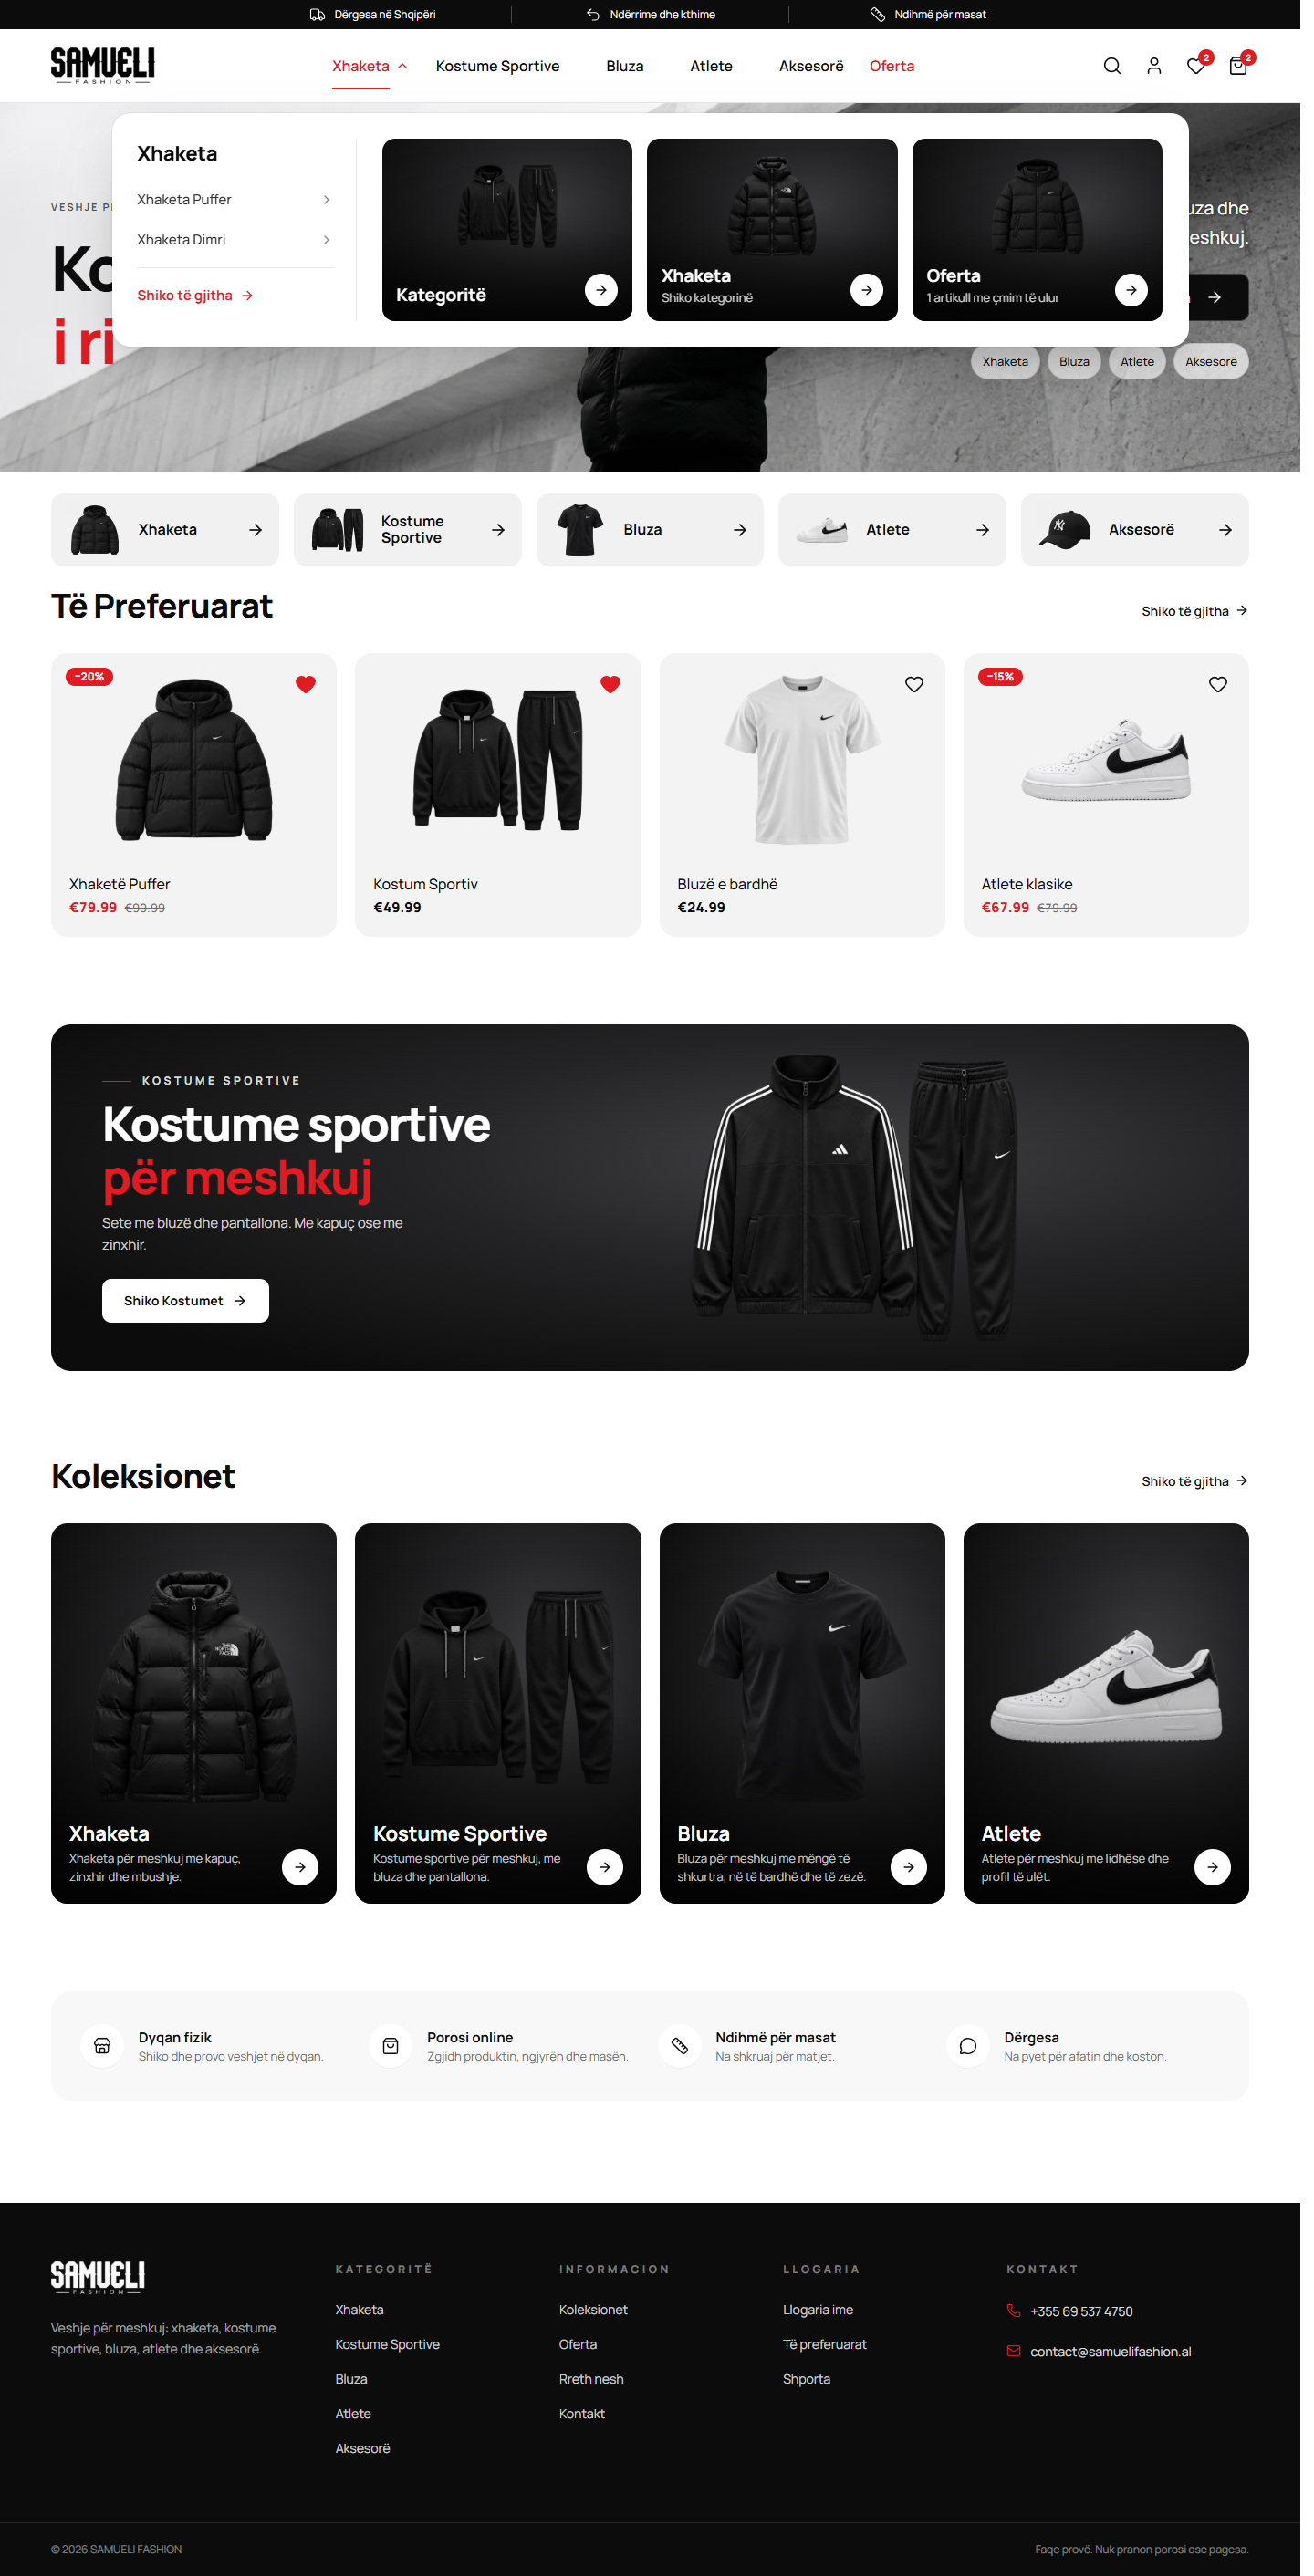 Dërgesa në Shqipëri
Ndërrime dhe kthime
Ndihmë për masat
SAMUELI
FASHION
Xhaketa
Kostume Sportive
Bluza
Atlete
Aksesorë
Oferta
2
2
Xhaketa
Xhaketa Puffer
Xhaketa Dimri
Shiko të gjitha
Kategoritë
Xhaketa
Shiko kategorinë
Oferta
1 artikull me çmim të ulur
VESHJE
Ko
i ri
dhe
Xhaketa
Bluza
Atlete
Aksesorë
Xhaketa
Kostume
Sportive
Bluza
Atlete
Aksesorë
Të Preferuarat
Shiko të gjitha
−20%
−15%
Xhaketë Puffer
€79.99 €99.99
Kostum Sportiv
€49.99
Bluzë e bardhë
€24.99
Atlete klasike
€67.99 €79.99
KOSTUME SPORTIVE
Kostume sportive
për meshkuj
Sete me bluzë dhe pantallona. Me kapuç ose me
zinxhir.
Shiko Kostumet
Koleksionet
Shiko të gjitha
THE
NORTH
FACE
Xhaketa
Xhaketa për meshkuj me kapuç,
zinxhir dhe mbushje.
Kostume Sportive
Kostume sportive për meshkuj, me
bluza dhe pantallona.
Bluza
Bluza për meshkuj me mëngë të
shkurtra, në të bardhë dhe të zezë.
Atlete
Atlete për meshkuj me lidhëse dhe
profil të ulët.
Dyqan fizik
Shiko dhe provo veshjet në dyqan.
Porosi online
Zgjidh produktin, ngjyrën dhe masën.
Ndihmë për masat
Na shkruaj për matjet.
Dërgesa
Na pyet për afatin dhe koston.
SAMUELI
FASHION
Veshje për meshkuj: xhaketa, kostume
sportive, bluza, atlete dhe aksesorë.
KATEGORITË
Xhaketa
Kostume Sportive
Bluza
Atlete
Aksesorë
INFORMACION
Koleksionet
Oferta
Rreth nesh
Kontakt
LLOGARIA
Llogaria ime
Të preferuarat
Shporta
KONTAKT
+355 69 537 4750
contact@samuelifashion.al
© 2026 SAMUELI FASHION
Faqe provë. Nuk pranon porosi ose pagesa.